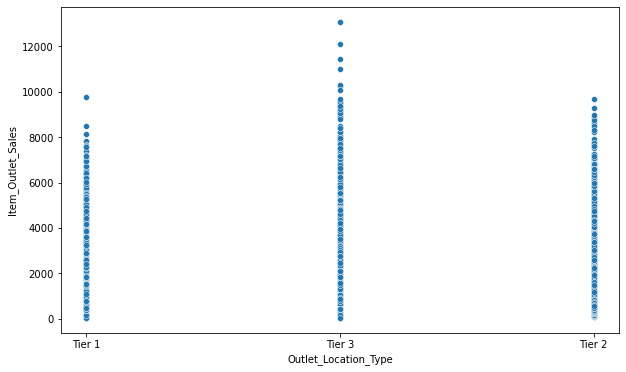 Item_Outlet_Sales
12000
10000
8000
6000
4000
2000
0
Tier 1 Tier 3 Tier 2
Outlet_Location_Type